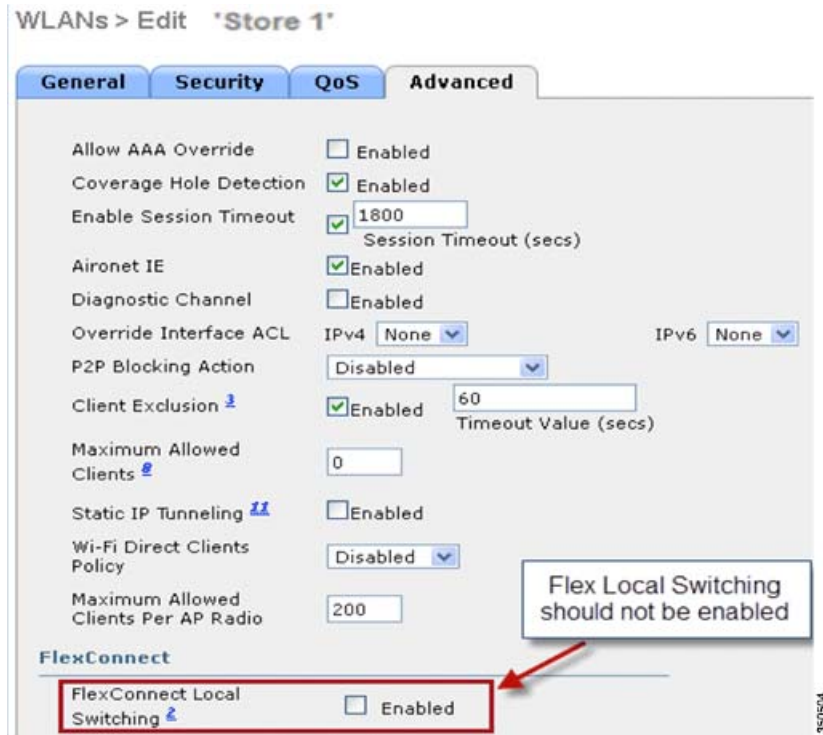 WLANs > Edit 'Store 1'
General Security QoS Advanced
Allow AAA Override Enabled
Coverage Hole Detection Enabled
Enable Session Timeout 1800
Session Timeout (secs)
Aironet IE Enabled
Diagnostic Channel Enabled
Override Interface ACL IPv4 None IPv6 None
P2P Blocking Action Disabled
Client Exclusion 3 Enabled 60
Timeout Value (secs)
Maximum Allowed
Clients 8 0
Static IP Tunneling 11 Enabled
Wi-Fi Direct Clients
Policy Disabled
Maximum Allowed
Clients Per AP Radio 200
Flex Local Switching
should not be enabled
FlexConnect
FlexConnect Local
Switching 2 Enabled
350504